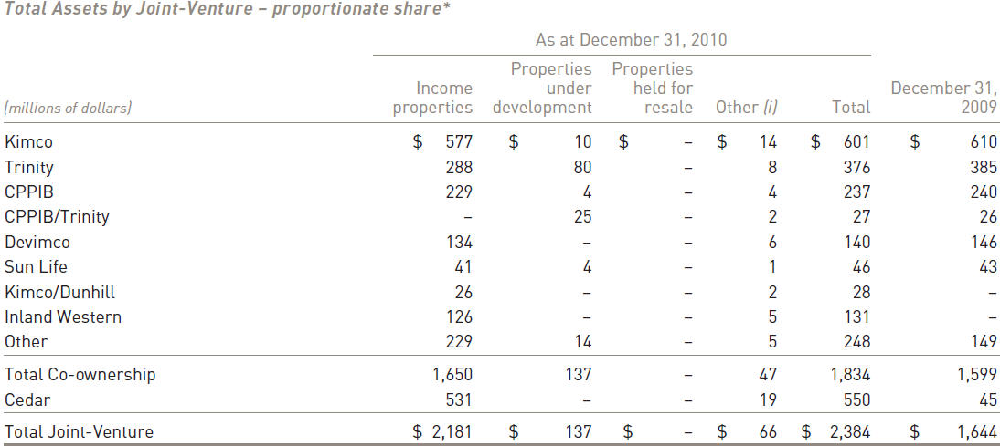 Total Assets by Joint-Venture – proportionate share*
As at December 31, 2010
Properties Properties
Income under held for December 31,
(millions of dollars) properties development resale Other (i) Total 2009
Kimco $ 577 $ 10 $ – $ 14 $ 601 $ 610
Trinity 288 80 – 8 376 385
CPPIB 229 4 – 4 237 240
CPPIB/Trinity – 25 – 2 27 26
Devimco 134 – – 6 140 146
Sun Life 41 4 – 1 46 43
Kimco/Dunhill 26 – – 2 28 –
Inland Western 126 – – 5 131 –
Other 229 14 – 5 248 149
Total Co-ownership 1,650 137 – 47 1,834 1,599
Cedar 531 – – 19 550 45
Total Joint-Venture $ 2,181 $ 137 $ – $ 66 $ 2,384 $ 1,644